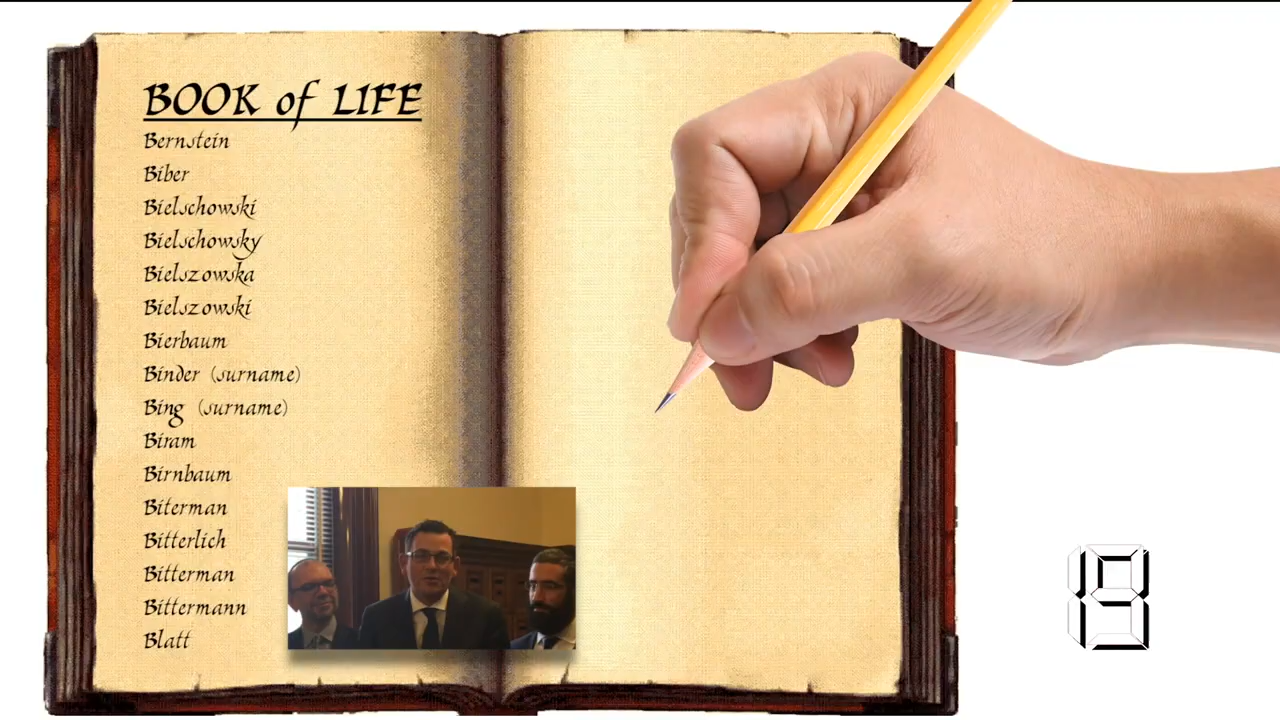 BOOK of LIFE
Bernstein
Biber
Bielschowski
Bielschowsky
Bielszowska
Bielszowski
Bierbaum
Binder (surname)
Bing (surname)
Biram
Birnbaum
Biterman
Bitterlich
Bitterman
Bittermann
Blatt
19